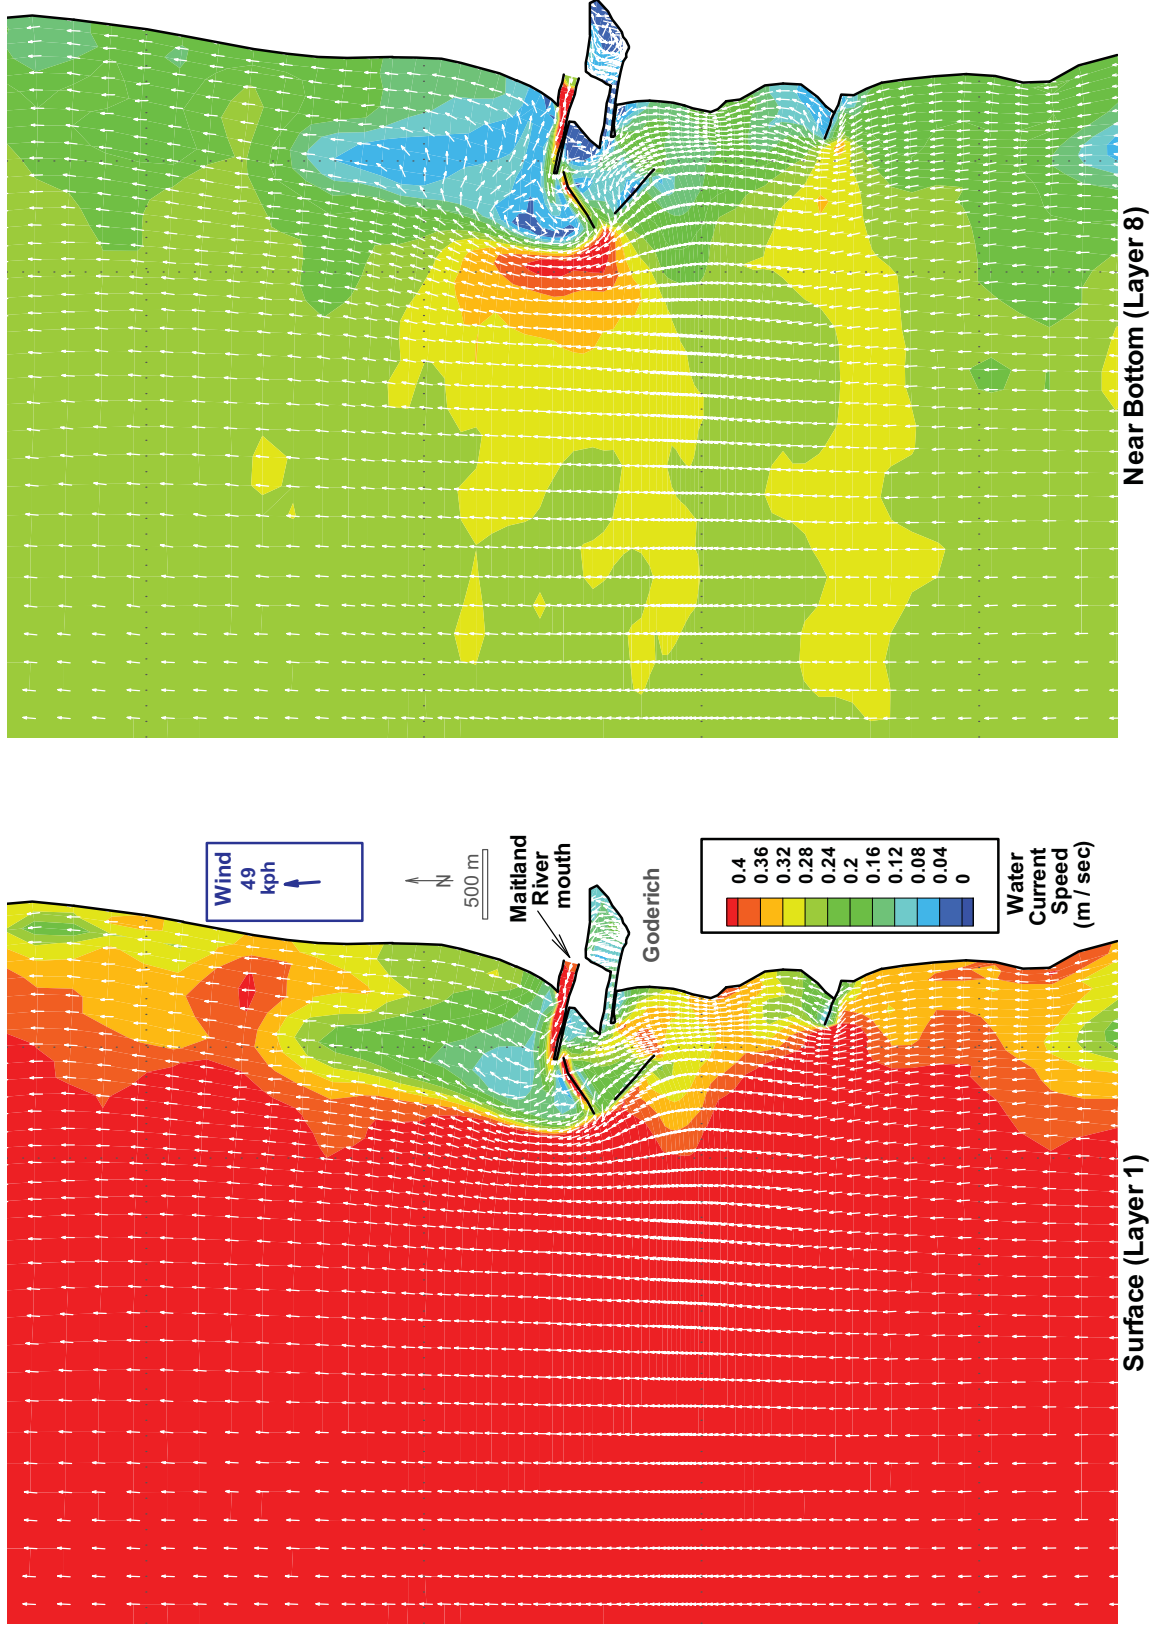 Near Bottom (Layer 8)
Wind
49
kph
N
500 m
Maitland
River
mouth
Goderich
0.4
0.36
0.32
0.28
0.24
0.2
0.16
0.12
0.08
0.04
0
Water
Current
Speed
(m / sec)
Surface (Layer 1)